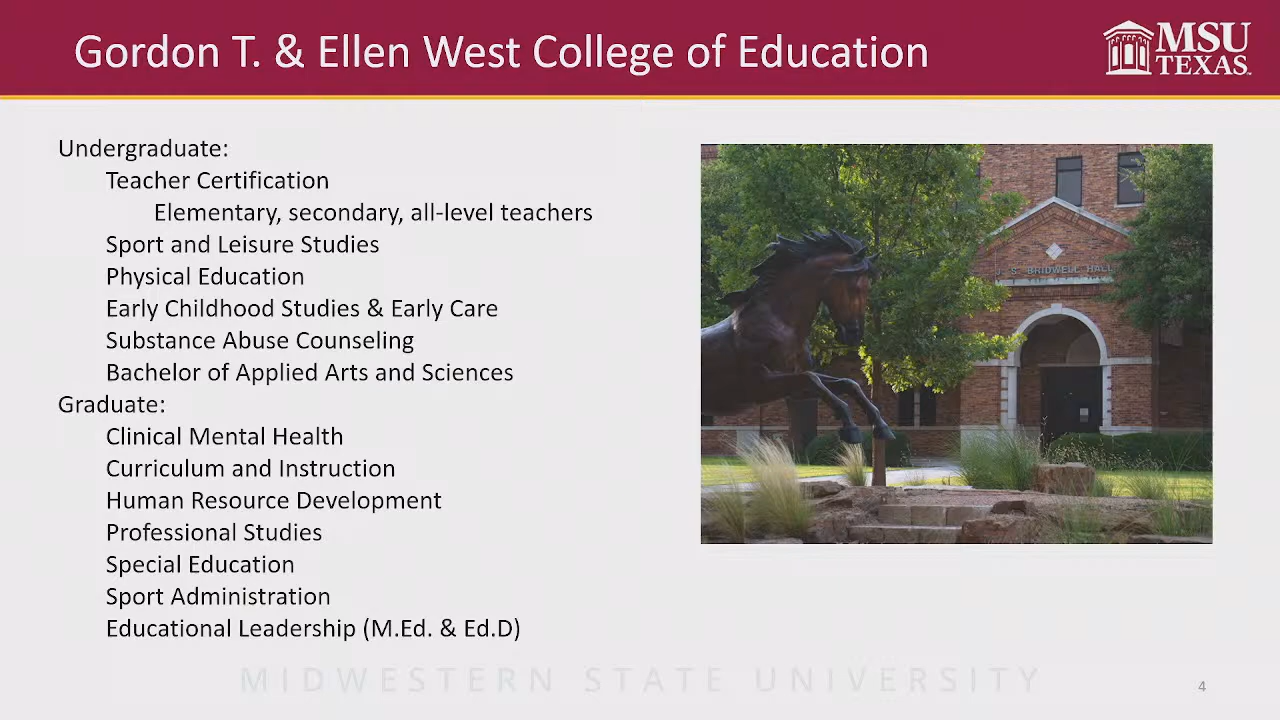 Gordon T. & Ellen West College of Education
MSU
TEXAS
Undergraduate:
Teacher Certification
Elementary, secondary, all-level teachers
Sport and Leisure Studies
Physical Education
Early Childhood Studies & Early Care
Substance Abuse Counseling
Bachelor of Applied Arts and Sciences
Graduate:
Clinical Mental Health
Curriculum and Instruction
Human Resource Development
Professional Studies
Special Education
Sport Administration
Educational Leadership (M.Ed. & Ed.D)
J. S. BRIDWELL HALL
MIDWESTERN STATE UNIVERSITY
4